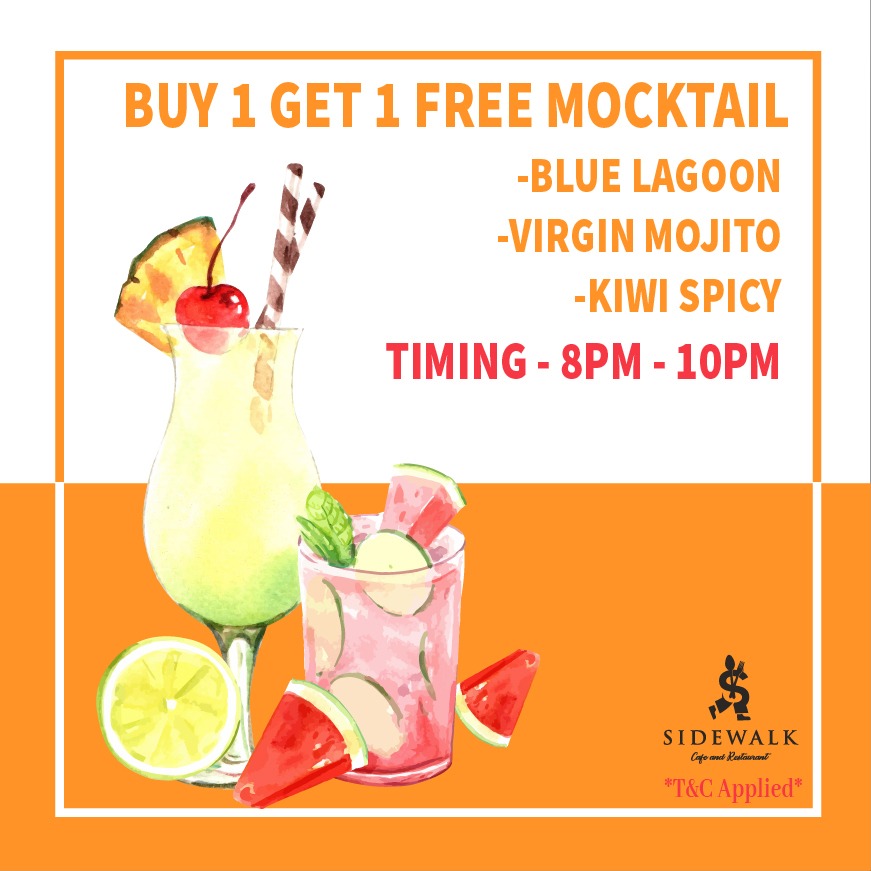 BUY 1 GET 1 FREE MOCKTAIL
-BLUE LAGOON
-VIRGIN MOJITO
-KIWI SPICY
TIMING - 8PM - 10PM
SIDEWALK
Cafe and Restaurant
*T&C Applied*